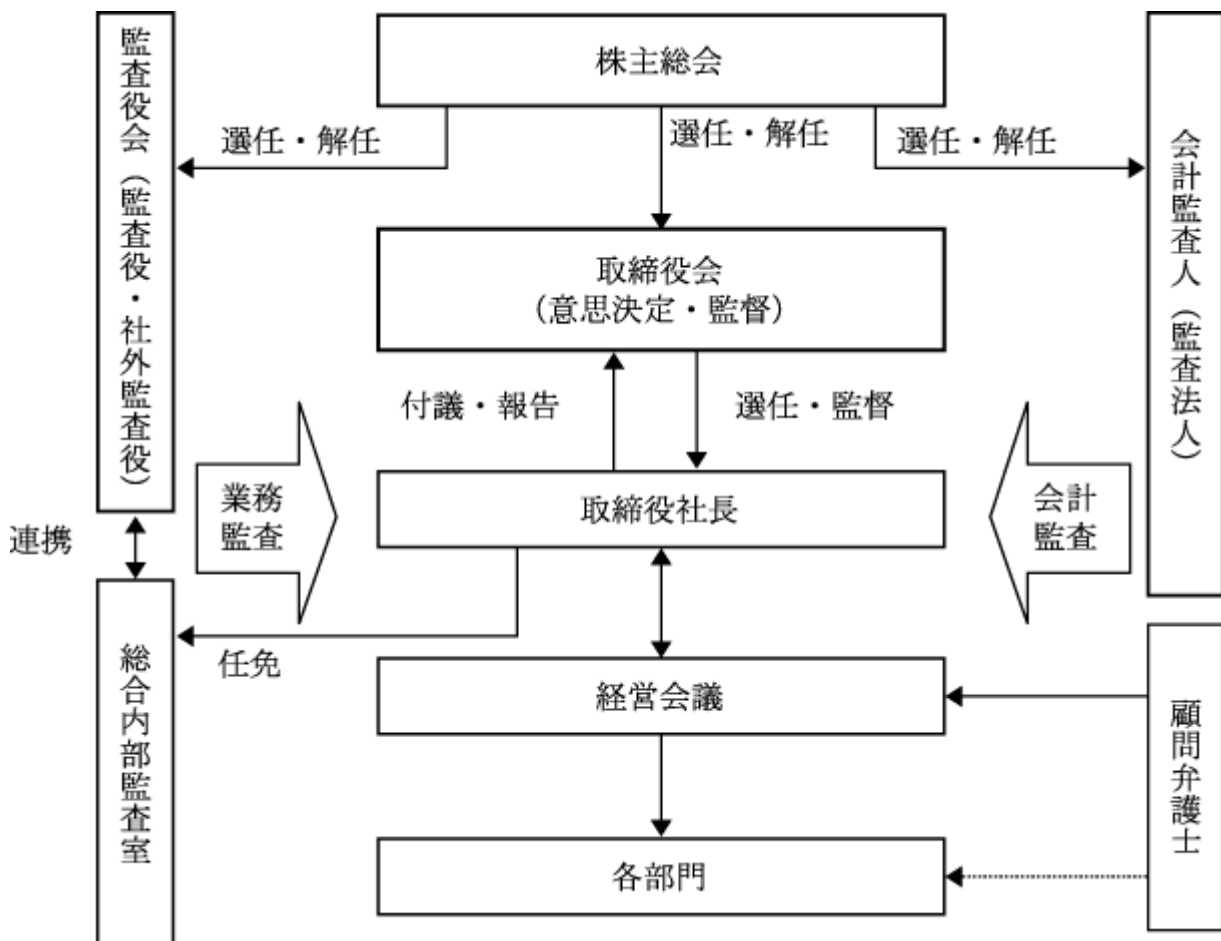 株主総会
監査役会（監査役・社外監査役）
会計監査人（監査法人）
選任・解任
選任・解任
選任・解任
取締役会
（意思決定・監督）
付議・報告
選任・監督
業務
監査
取締役社長
会計
監査
連携
任免
総合内部監査室
経営会議
顧問弁護士
各部門